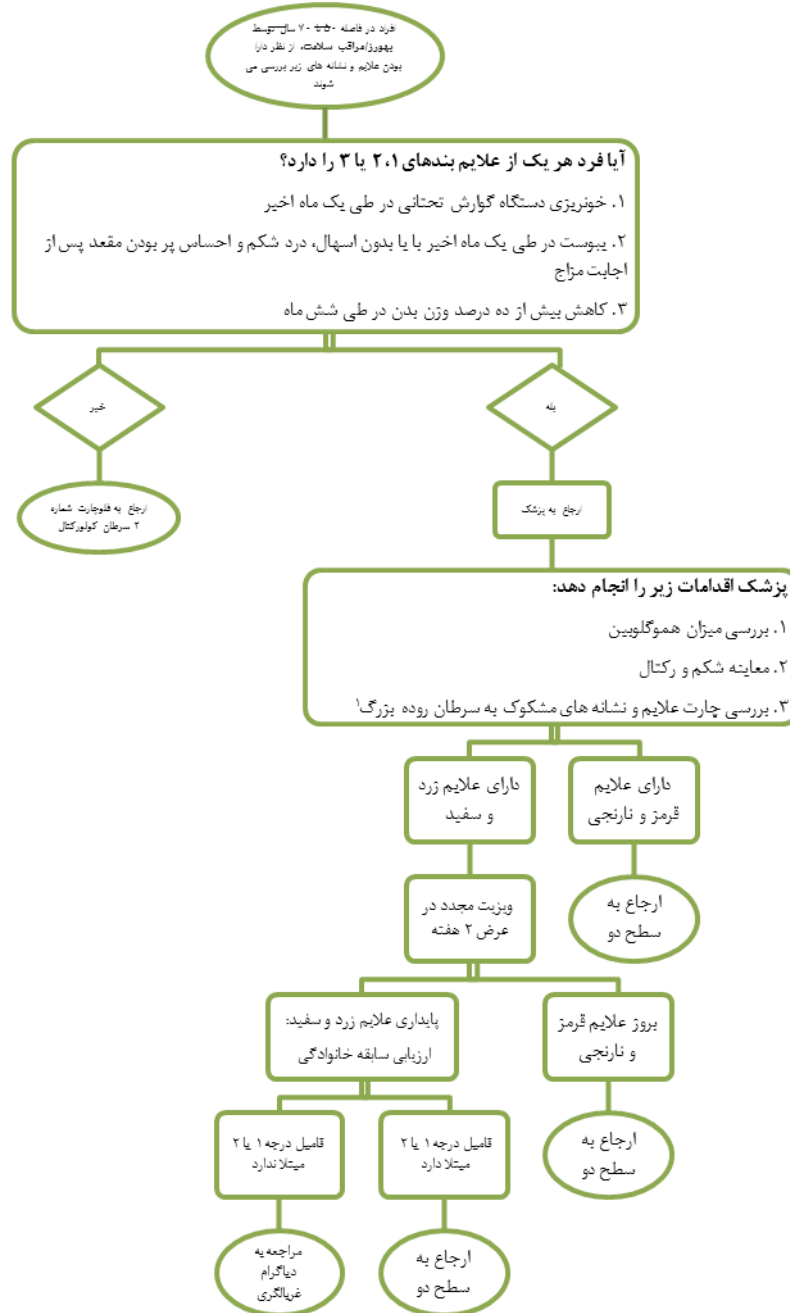 افراد در فاصله ۵۰ تا ۷۰ سال توسط
بهورز/مراقب سلامت، از نظر دارا
بودن علایم و نشانه های زیر بررسی می
شوند
آیا فرد هر یک از علایم بندهای ۱، ۲ یا ۳ را دارد؟
۱. خونریزی دستگاه گوارش تحتانی در طی یک ماه اخیر
۲. یبوست در طی یک ماه اخیر با یا بدون اسهال، درد شکم و احساس پر بودن مقعد پس از
اجابت مزاج
۳. کاهش بیش از ده درصد وزن بدن در طی شش ماه
بله
خیر
ارجاع به پزشک
ارجاع به فلوچارت شماره
۲ سرطان کولورکتال
پزشک اقدامات زیر را انجام دهد:
۱. بررسی میزان هموگلوبین
۲. معاینه شکم و رکتال
۳. بررسی چارت علایم و نشانه های مشکوک به سرطان روده بزرگ۱
دارای علایم
قرمز و نارنجی
دارای علایم زرد
و سفید
ارجاع به
سطح دو
ویزیت مجدد در
عرض ۲ هفته
بروز علایم قرمز
و نارنجی
پایداری علایم زرد و سفید:
ارزیابی سابقه خانوادگی
ارجاع به
سطح دو
فامیل درجه ۱ یا ۲
مبتلا دارد
فامیل درجه ۱ یا ۲
مبتلا ندارد
ارجاع به
سطح دو
مراجعه به
دیاگرام
غربالگری